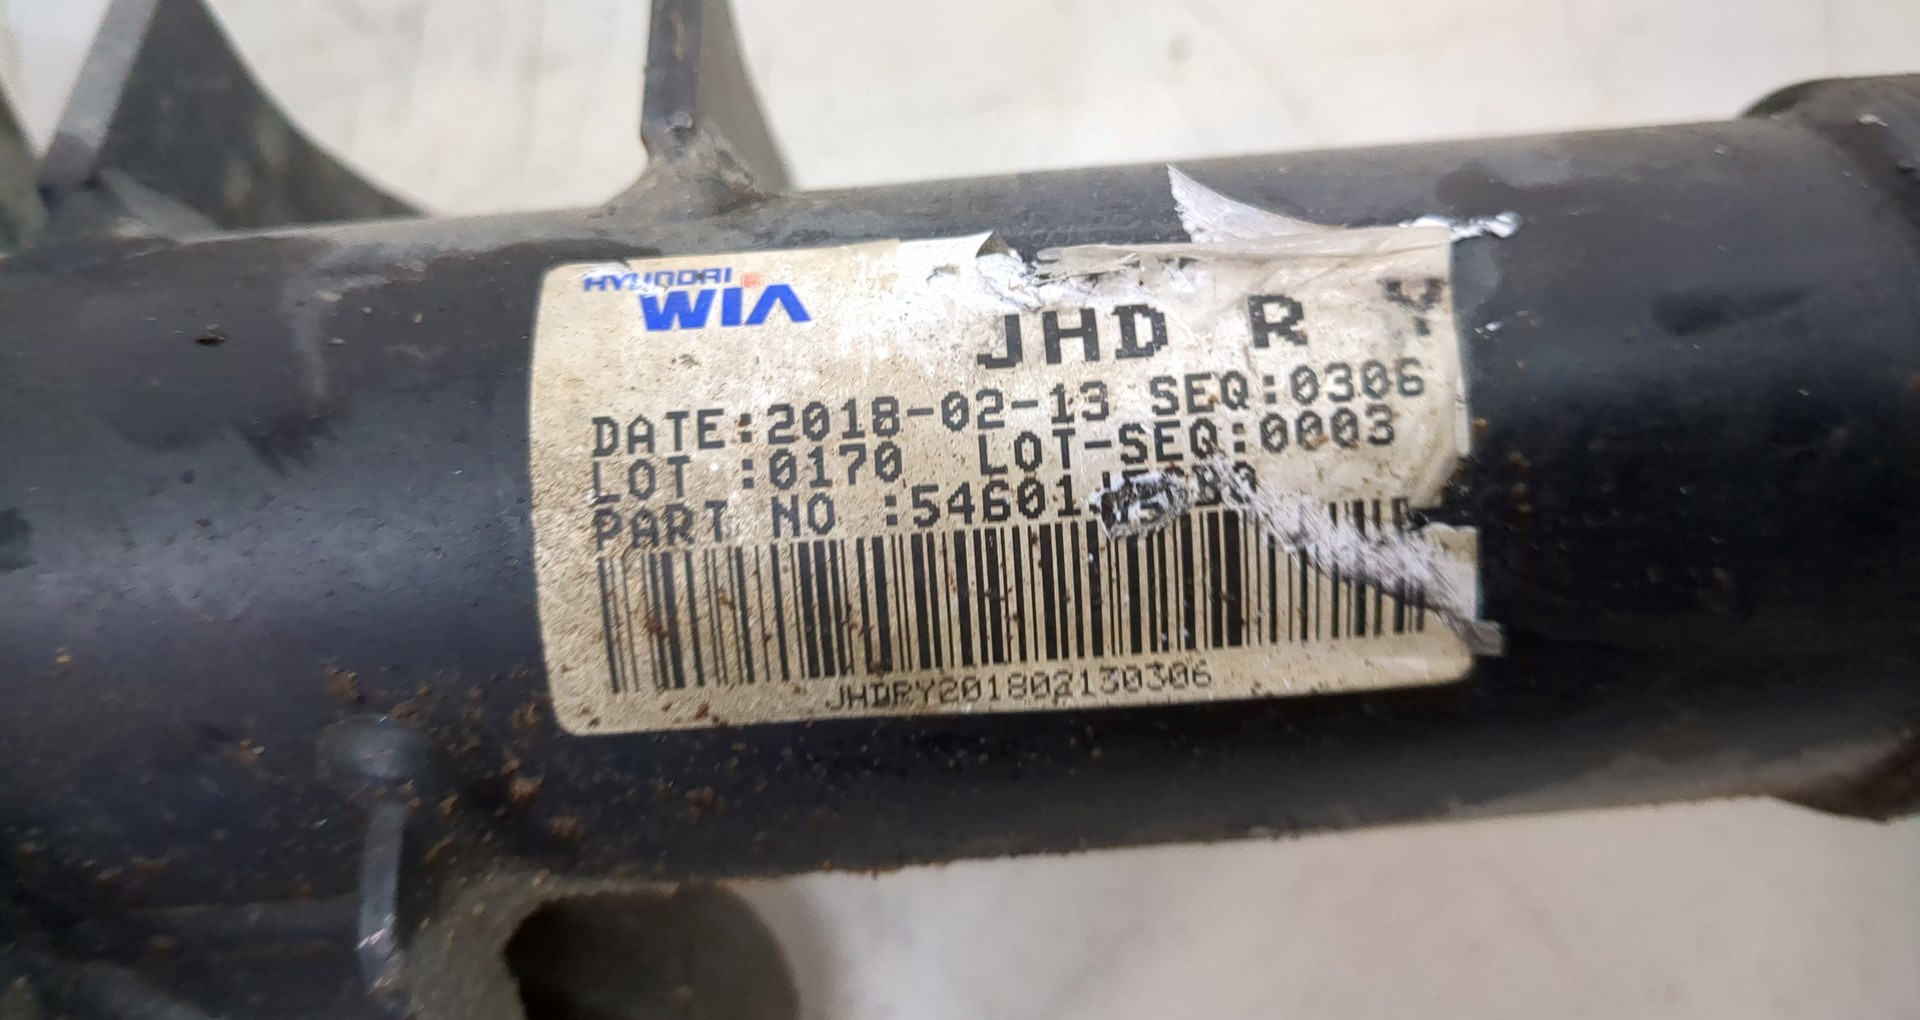 HYUNDAI
WIA
JHD R Y
DATE:2018-02-13 SEQ:0306
LOT :0170 LOT-SEQ:0003
PART NO :54601
JHDRY201802130306